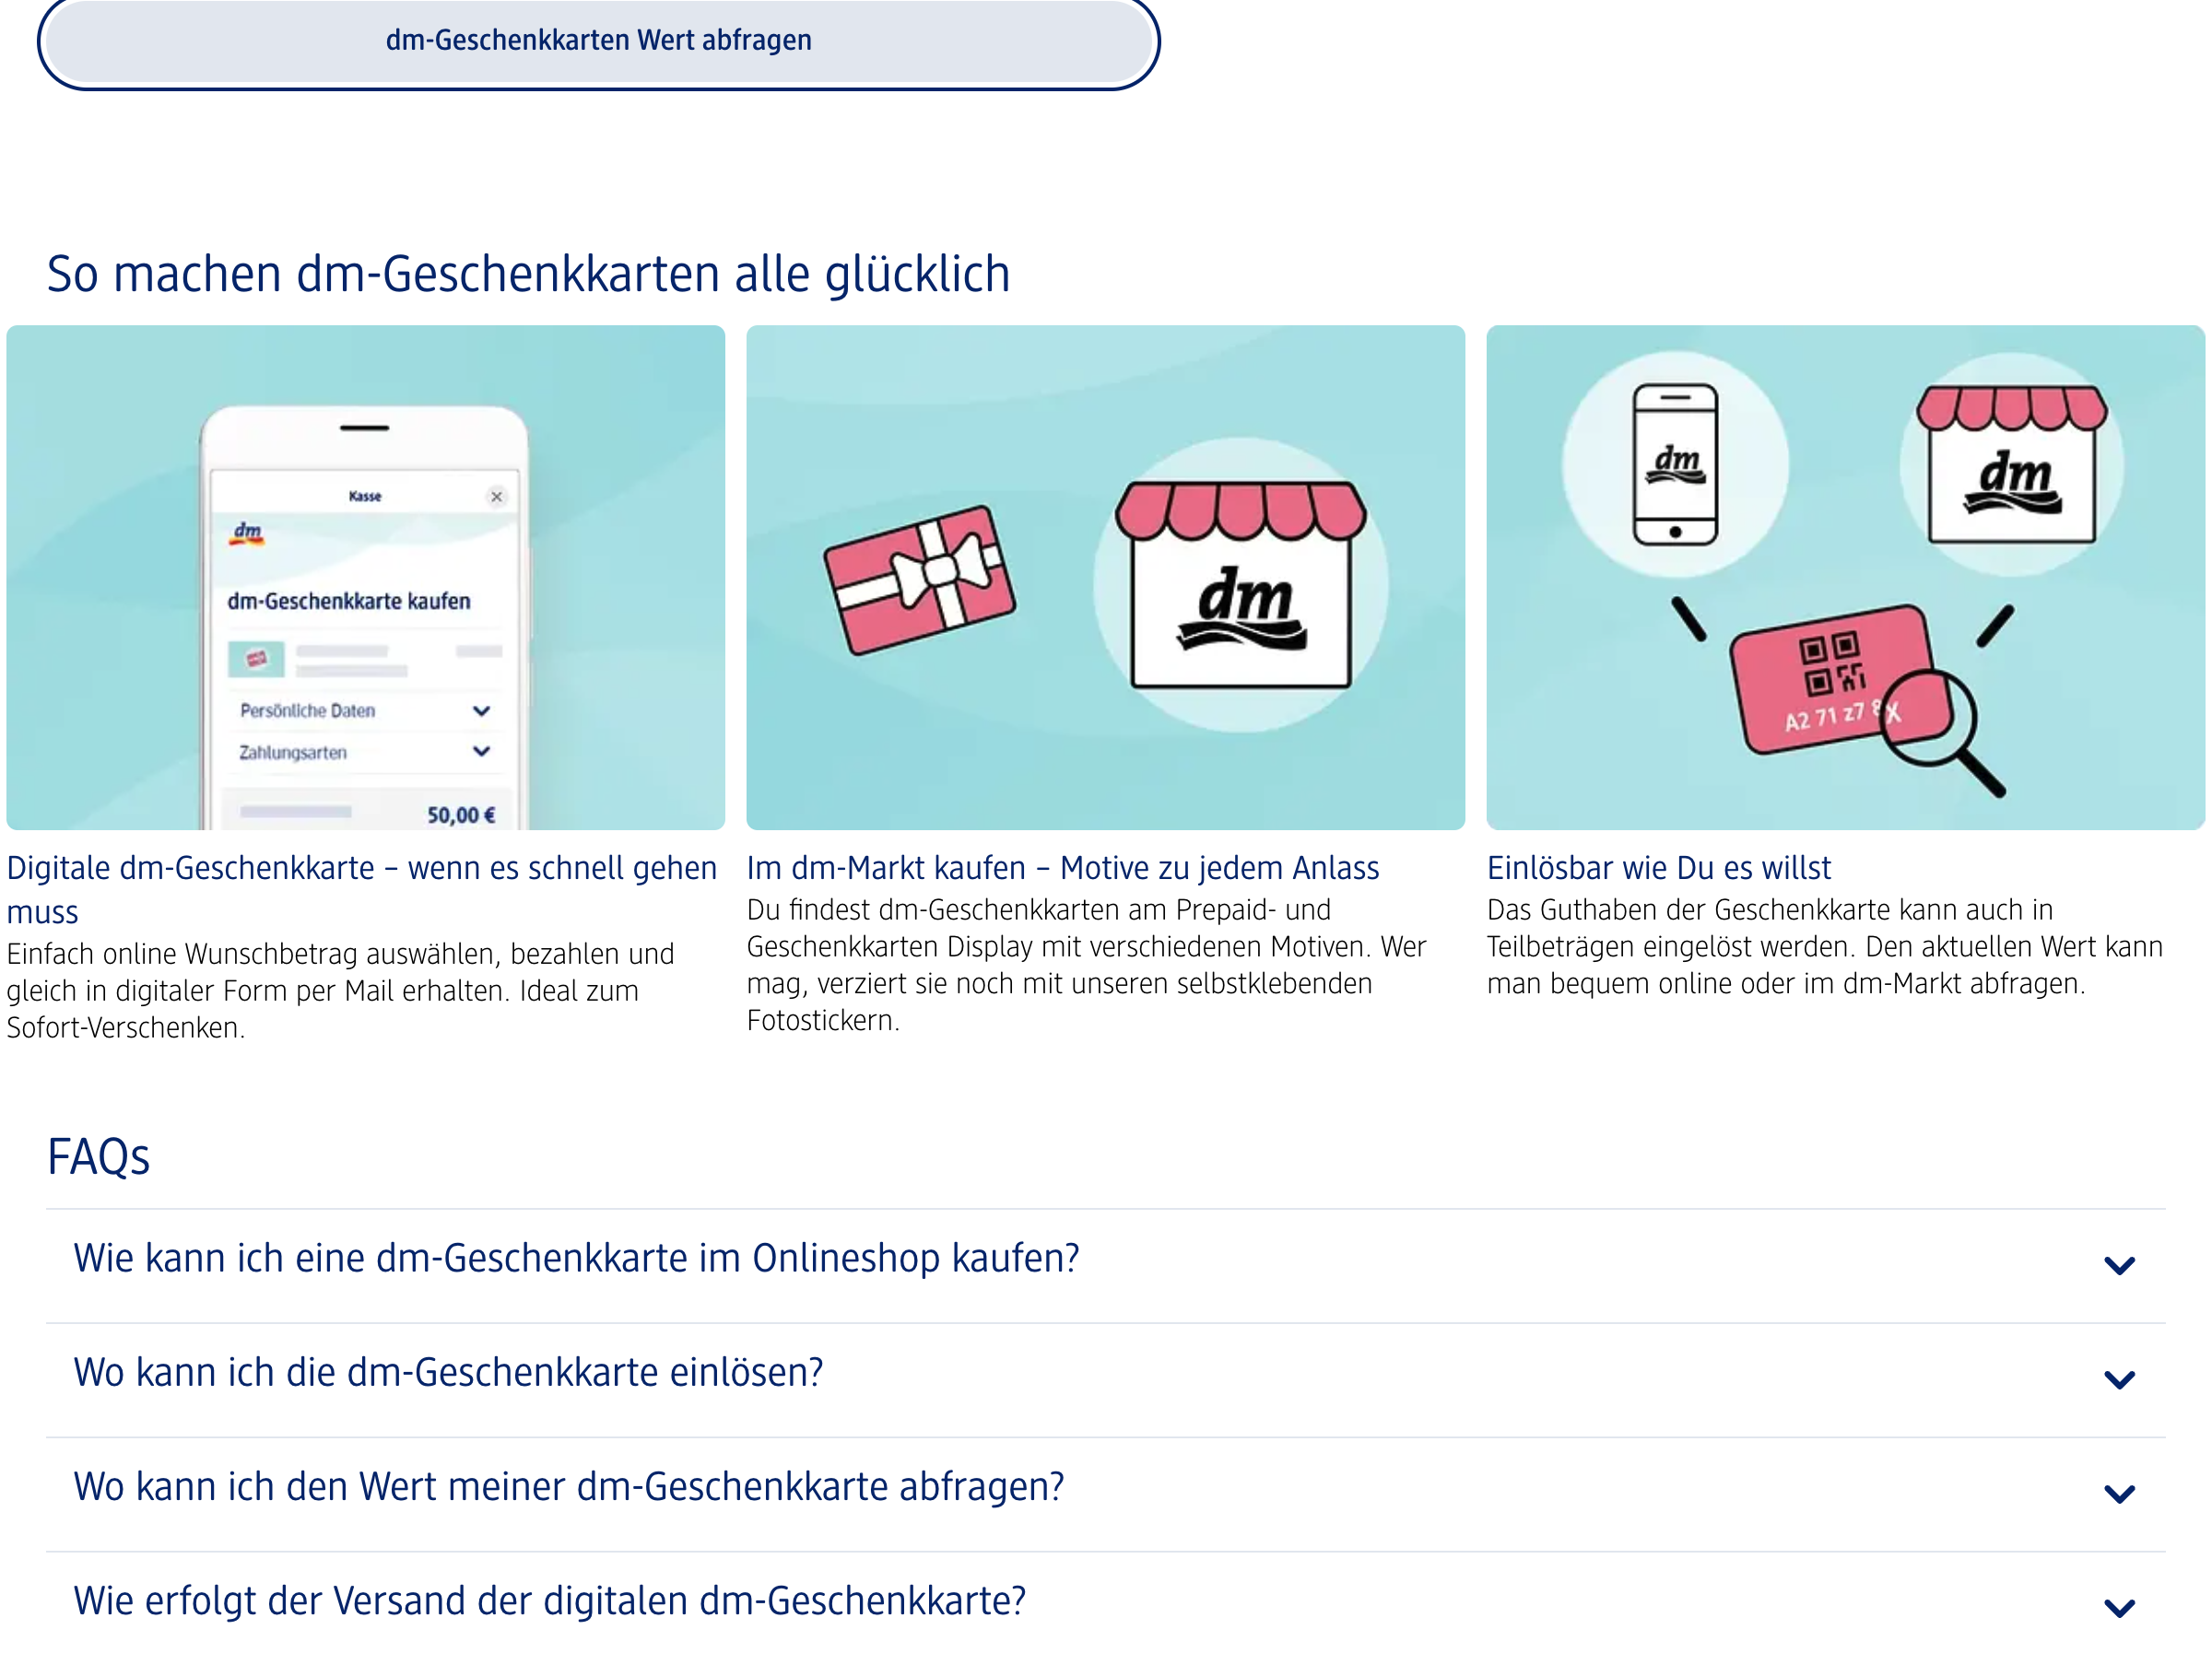 dm-Geschenkkarten Wert abfragen
So machen dm-Geschenkkarten alle glücklich
Kasse
dm
dm-Geschenkkarte kaufen
Persönliche Daten
Zahlungsarten
50,00 €
dm
dm
dm
A2 71 z7 8X
Digitale dm-Geschenkkarte – wenn es schnell gehen
muss
Einfach online Wunschbetrag auswählen, bezahlen und
gleich in digitaler Form per Mail erhalten. Ideal zum
Sofort-Verschenken.
Im dm-Markt kaufen – Motive zu jedem Anlass
Du findest dm-Geschenkkarten am Prepaid- und
Geschenkkarten Display mit verschiedenen Motiven. Wer
mag, verziert sie noch mit unseren selbstklebenden
Fotostickern.
Einlösbar wie Du es willst
Das Guthaben der Geschenkkarte kann auch in
Teilbeträgen eingelöst werden. Den aktuellen Wert kann
man bequem online oder im dm-Markt abfragen.
FAQs
Wie kann ich eine dm-Geschenkkarte im Onlineshop kaufen?
Wo kann ich die dm-Geschenkkarte einlösen?
Wo kann ich den Wert meiner dm-Geschenkkarte abfragen?
Wie erfolgt der Versand der digitalen dm-Geschenkkarte?